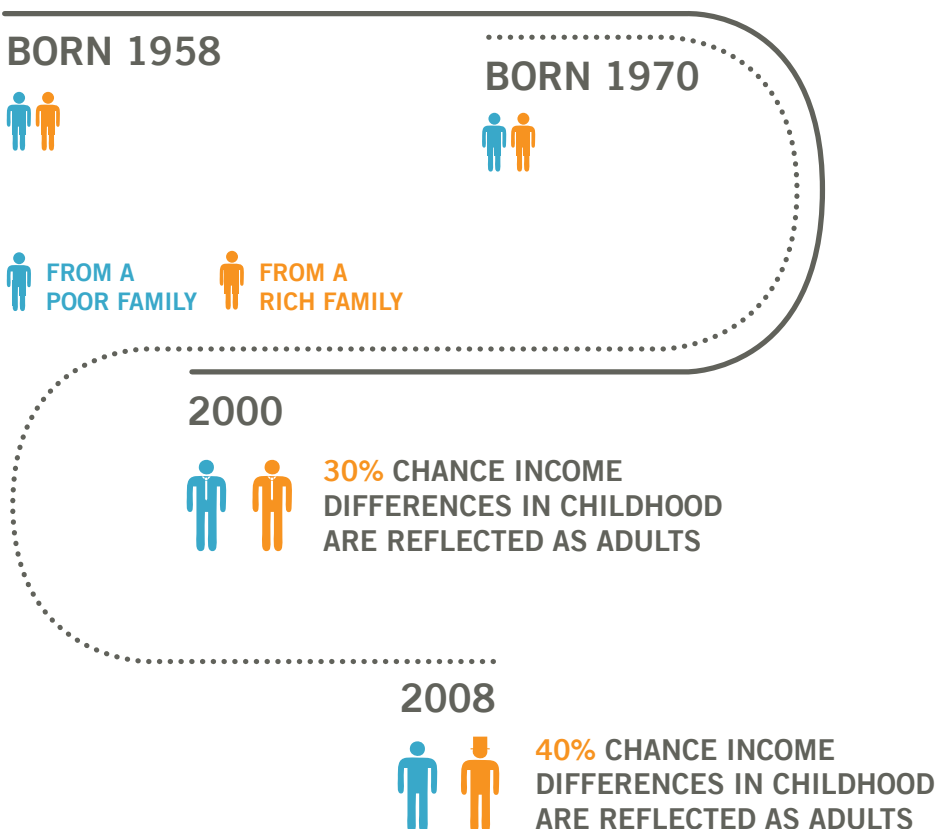 BORN 1958
BORN 1970
FROM A
POOR FAMILY
FROM A
RICH FAMILY
2000
30% CHANCE INCOME
DIFFERENCES IN CHILDHOOD
ARE REFLECTED AS ADULTS
2008
40% CHANCE INCOME
DIFFERENCES IN CHILDHOOD
ARE REFLECTED AS ADULTS